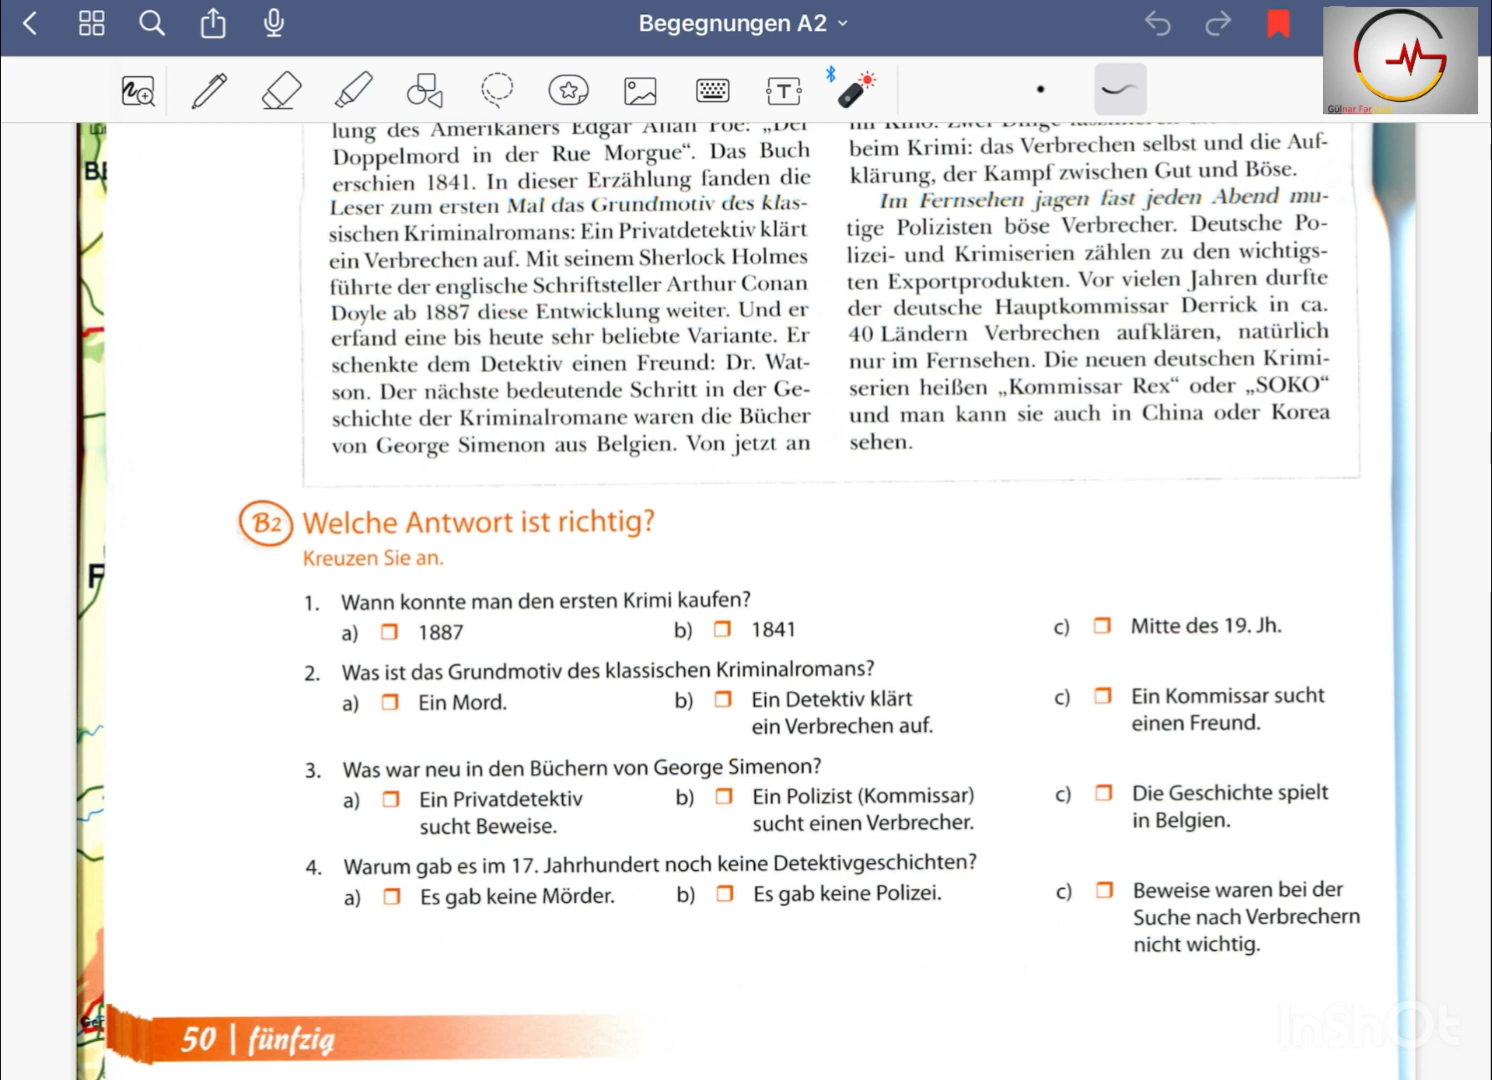 Begegnungen A2
Gülnar Fər
T
lung des Amerikaners Edgar Allan Poe: „Der
Doppelmord in der Rue Morgue“. Das Buch
erschien 1841. In dieser Erzählung fanden die
Leser zum ersten Mal das Grundmotiv des klas-
sischen Kriminalromans: Ein Privatdetektiv klärt
ein Verbrechen auf. Mit seinem Sherlock Holmes
führte der englische Schriftsteller Arthur Conan
Doyle ab 1887 diese Entwicklung weiter. Und er
erfand eine bis heute sehr beliebte Variante. Er
schenkte dem Detektiv einen Freund: Dr. Wat-
son. Der nächste bedeutende Schritt in der Ge-
schichte der Kriminalromane waren die Bücher
von George Simenon aus Belgien. Von jetzt an
im Kino. Zwei Dinge
beim Krimi: das Verbrechen selbst und die Auf-
klärung, der Kampf zwischen Gut und Böse.
Im Fernsehen jagen fast jeden Abend mu-
tige Polizisten böse Verbrecher. Deutsche Po-
lizei- und Krimiserien zählen zu den wichtigs-
ten Exportprodukten. Vor vielen Jahren durfte
der deutsche Hauptkommissar Derrick in ca.
40 Ländern Verbrechen aufklären, natürlich
nur im Fernsehen. Die neuen deutschen Krimi-
serien heißen „Kommissar Rex“ oder „SOKO“
und man kann sie auch in China oder Korea
sehen.
B2 Welche Antwort ist richtig?
Kreuzen Sie an.
1. Wann konnte man den ersten Krimi kaufen?
a) 1887 b) 1841 c) Mitte des 19. Jh.
2. Was ist das Grundmotiv des klassischen Kriminalromans?
a) Ein Mord. b) Ein Detektiv klärt c) Ein Kommissar sucht
ein Verbrechen auf. einen Freund.
3. Was war neu in den Büchern von George Simenon?
a) Ein Privatdetektiv b) Ein Polizist (Kommissar) c) Die Geschichte spielt
sucht Beweise. sucht einen Verbrecher. in Belgien.
4. Warum gab es im 17. Jahrhundert noch keine Detektivgeschichten?
a) Es gab keine Mörder. b) Es gab keine Polizei. c) Beweise waren bei der
Suche nach Verbrechern
nicht wichtig.
50 | fünfzig
InShOt